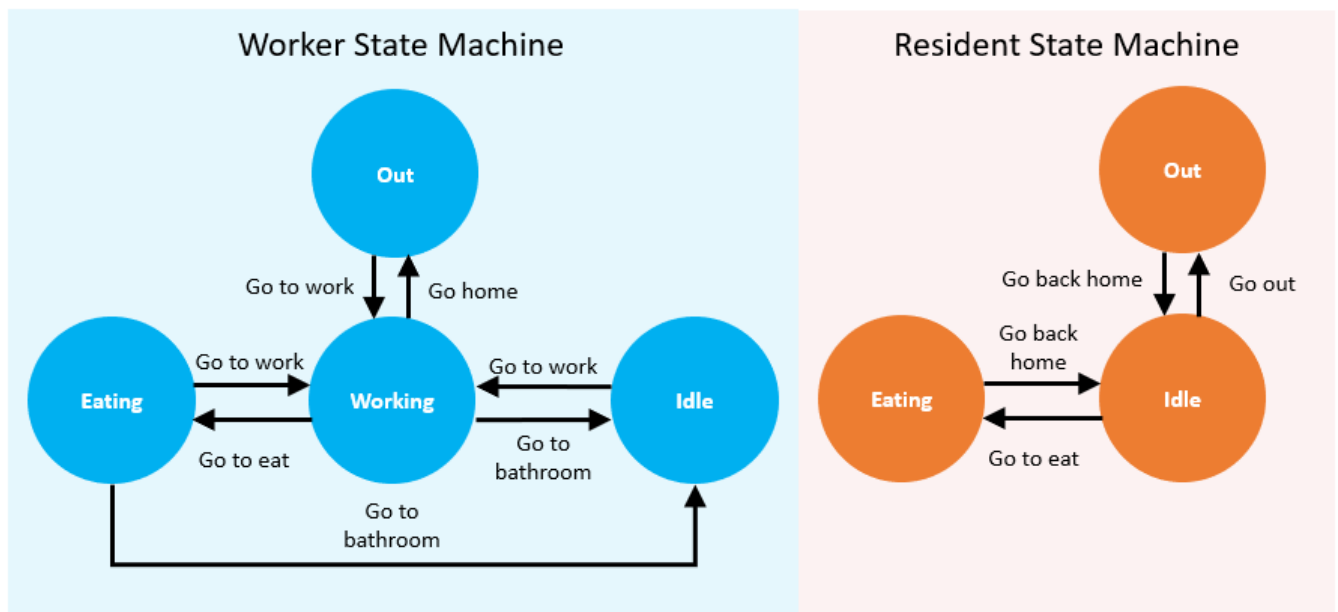 Worker State Machine
Out
Go to work
Go home
Go to work
Go to work
Eating
Working
Idle
Go to eat
Go to
bathroom
Go to
bathroom
Resident State Machine
Out
Go back home
Go out
Go back
home
Eating
Idle
Go to eat